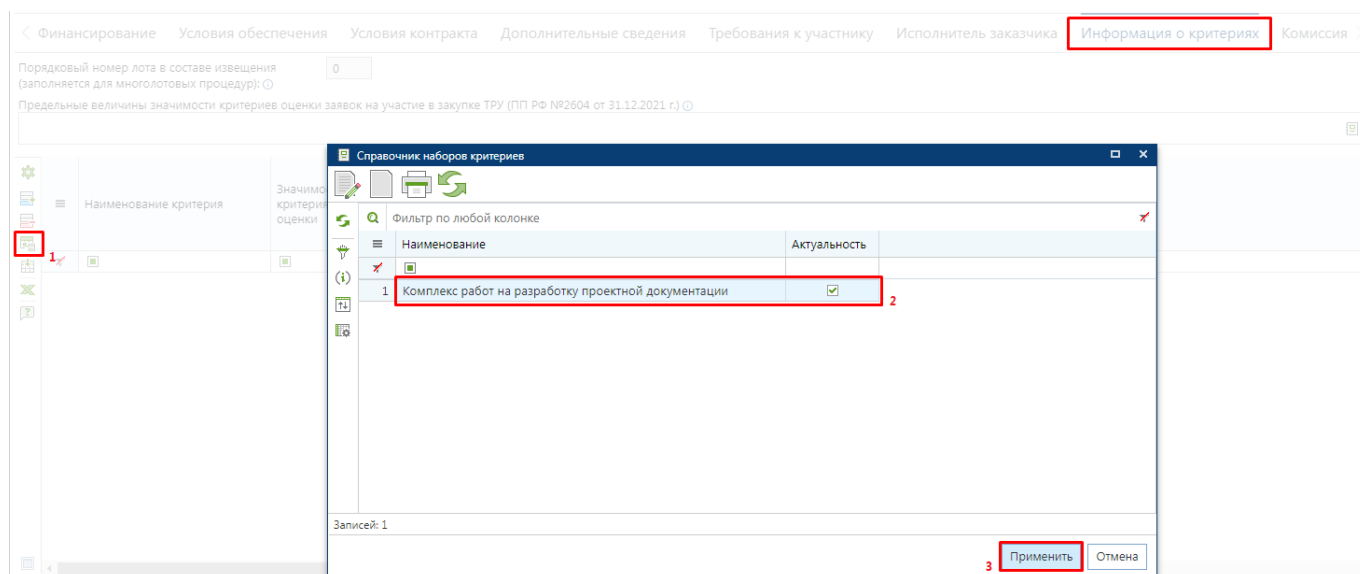 Финансирование Условия обеспечения Условия контракта Дополнительные сведения Требования к участнику Исполнитель заказчика Информация о критериях Комиссия
Порядковый номер лота в составе извещения
(заполняется для многолотовых процедур): 0
Предельные величины значимости критериев оценки заявок на участие в закупке ТРУ (ПП РФ №2604 от 31.12.2021 г.)
Справочник наборов критериев
Наименование критерия
Значимо
критерия
оценки
1
Фильтр по любой колонке
Наименование Актуальность
1 Комплекс работ на разработку проектной документации
2
Записей: 1
3 Применить Отмена